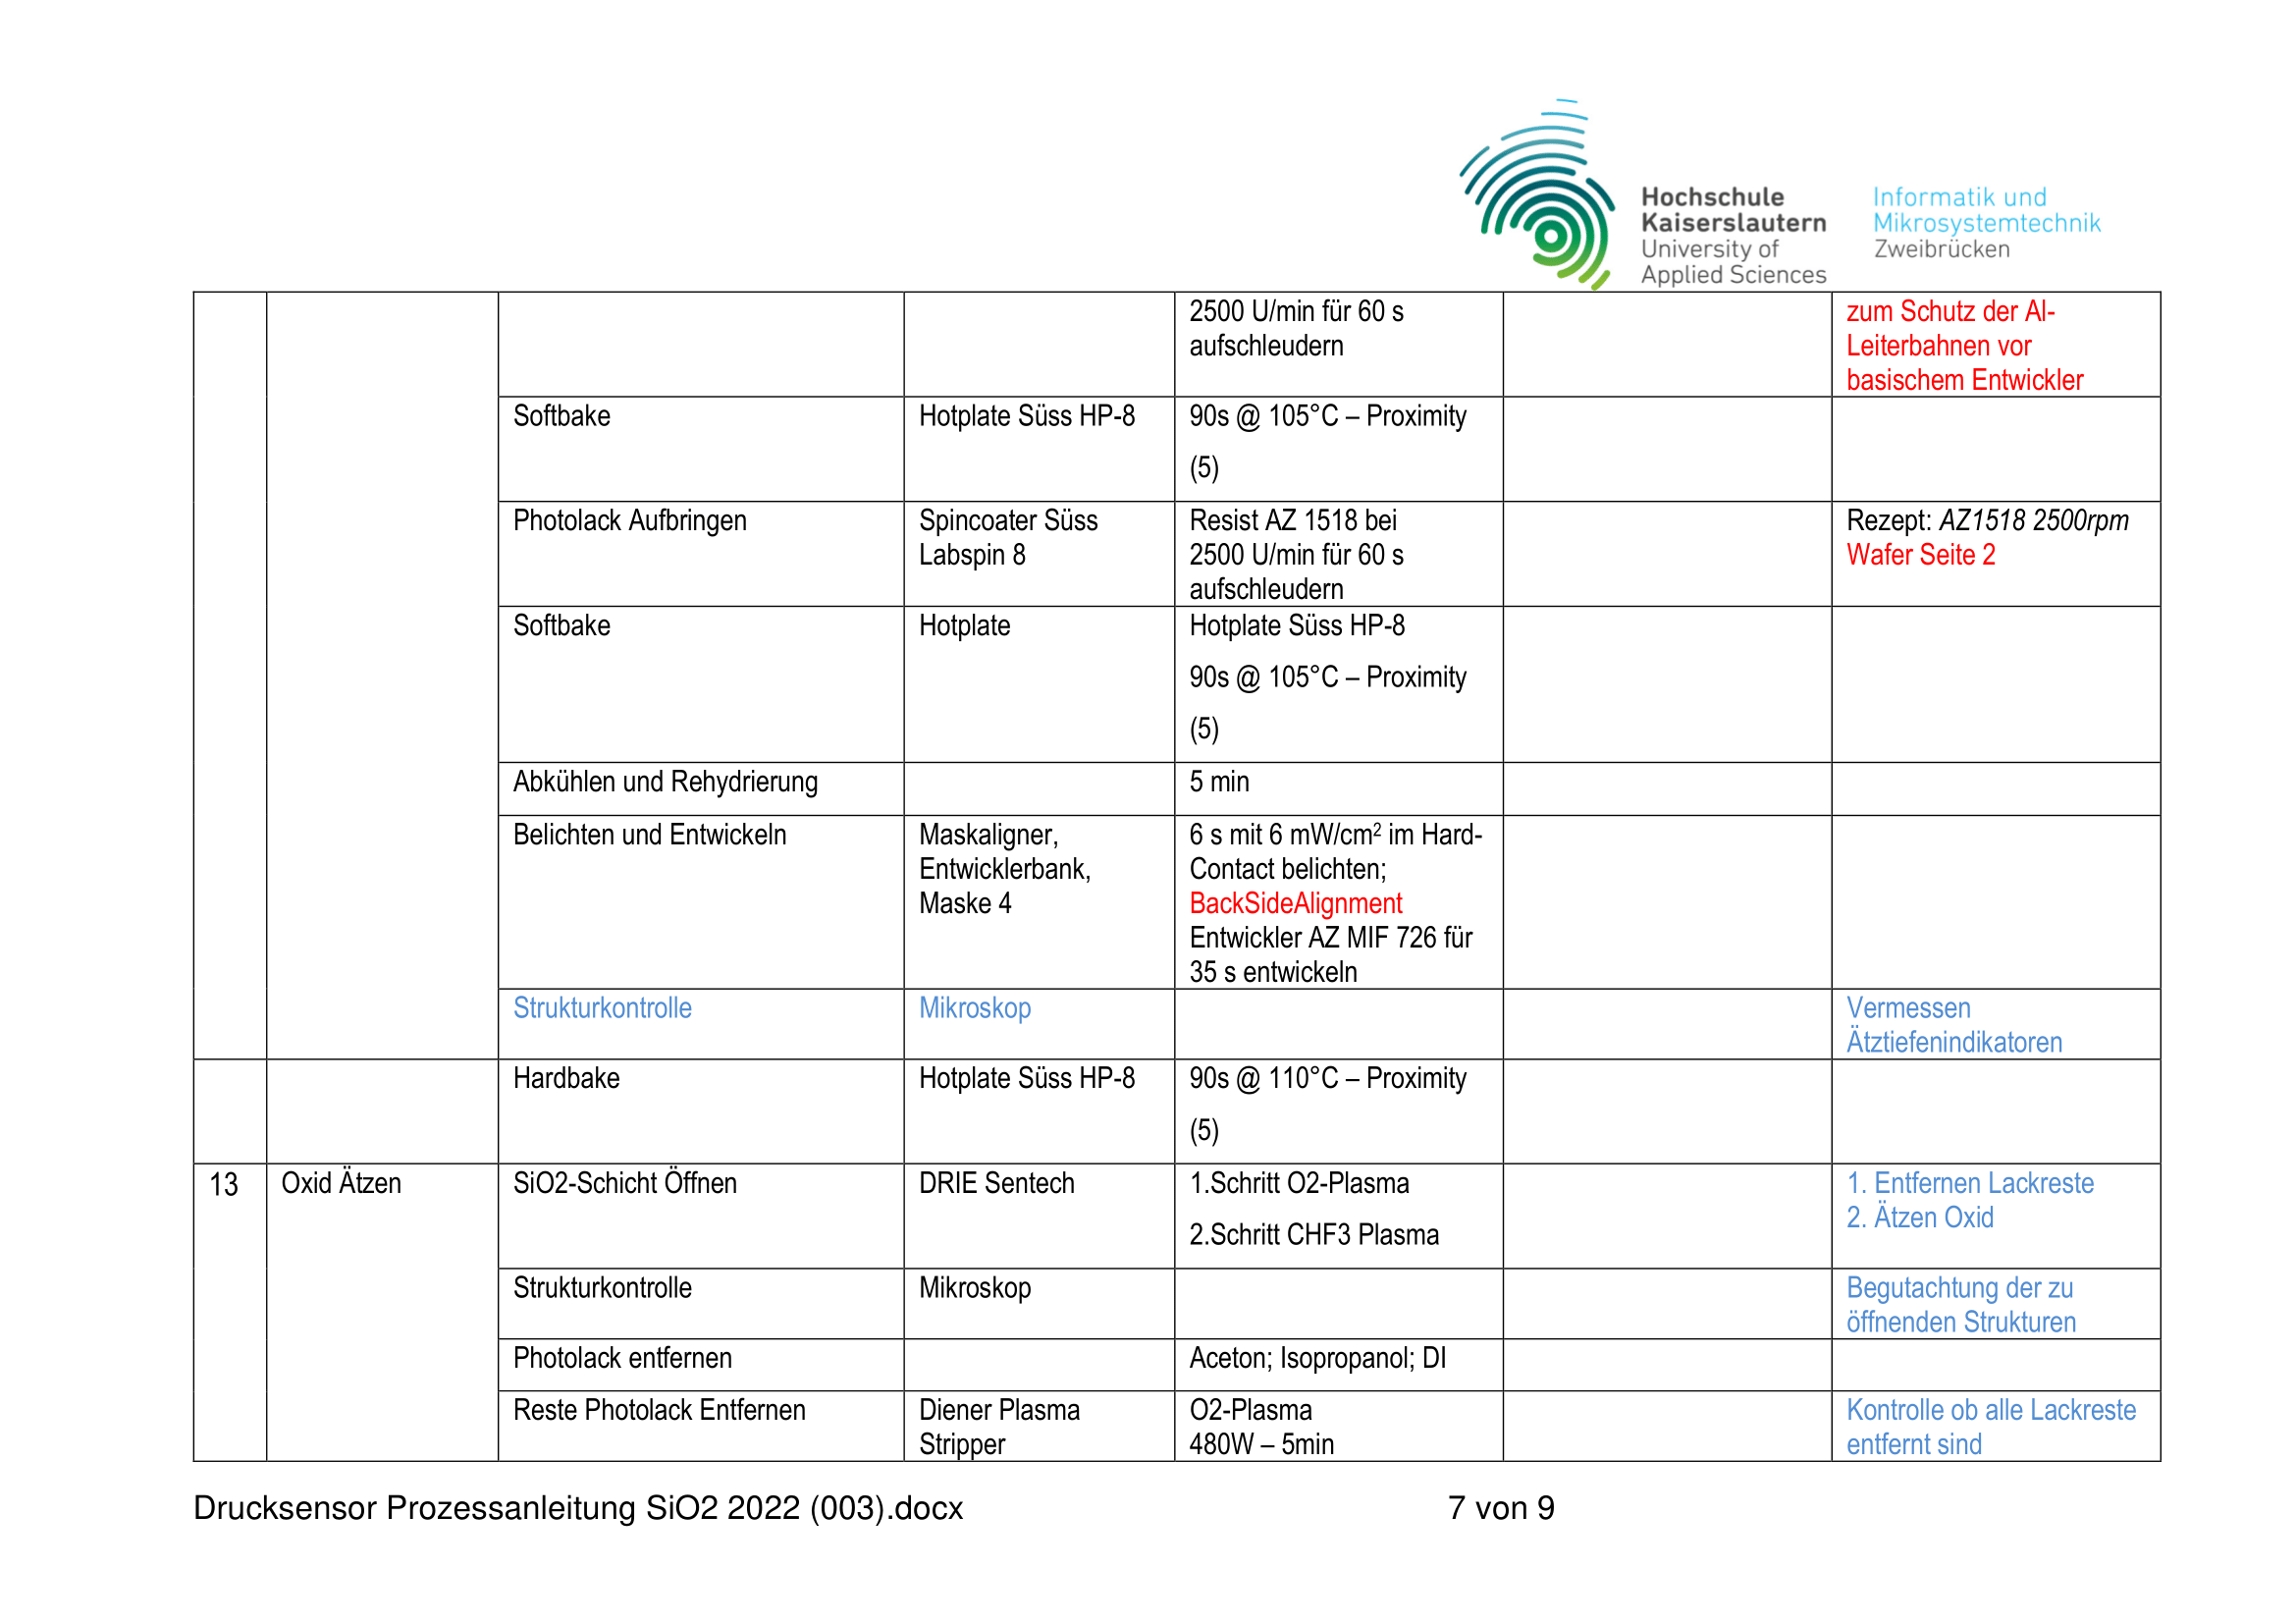 Hochschule
Kaiserslautern
University of
Applied Sciences
Informatik und
Mikrosystemtechnik
Zweibrücken
2500 U/min für 60 s
aufschleudern
zum Schutz der Al-
Leiterbahnen vor
basischem Entwickler
Softbake
Hotplate Süss HP-8
90s @ 105°C – Proximity
(5)
Photolack Aufbringen
Spincoater Süss
Labspin 8
Resist AZ 1518 bei
2500 U/min für 60 s
aufschleudern
Rezept: AZ1518 2500rpm
Wafer Seite 2
Softbake
Hotplate
Hotplate Süss HP-8
90s @ 105°C – Proximity
(5)
Abkühlen und Rehydrierung
5 min
Belichten und Entwickeln
Maskaligner,
Entwicklerbank,
Maske 4
6 s mit 6 mW/cm² im Hard-
Contact belichten;
BackSideAlignment
Entwickler AZ MIF 726 für
35 s entwickeln
Strukturkontrolle
Mikroskop
Vermessen
Ätztiefenindikatoren
Hardbake
Hotplate Süss HP-8
90s @ 110°C – Proximity
(5)
13
Oxid Ätzen
SiO2-Schicht Öffnen
DRIE Sentech
1.Schritt O2-Plasma
2.Schritt CHF3 Plasma
1. Entfernen Lackreste
2. Ätzen Oxid
Strukturkontrolle
Mikroskop
Begutachtung der zu
öffnenden Strukturen
Photolack entfernen
Aceton; Isopropanol; DI
Reste Photolack Entfernen
Diener Plasma
Stripper
O2-Plasma
480W – 5min
Kontrolle ob alle Lackreste
entfernt sind
Drucksensor Prozessanleitung SiO2 2022 (003).docx
7 von 9